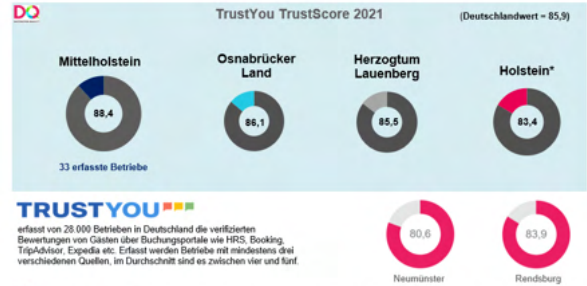 DO
TrustYou TrustScore 2021
(Deutschlandwert = 85,9)
Mittelholstein
Osnabrücker
Land
Herzogtum
Lauenberg
Holstein*
88,4
86,1
85,5
83,4
33 erfasste Betriebe
TRUSTYOU
erfasst von 28.000 Betrieben in Deutschland die verifizierten
Bewertungen von Gästen über Buchungsportale wie HRS, Booking,
TripAdvisor, Expedia etc. Erfasst werden Betriebe mit mindestens drei
verschiedenen Quellen, im Durchschnitt sind es zwischen vier und fünf.
80,6
83,9
Neumünster
Rendsburg